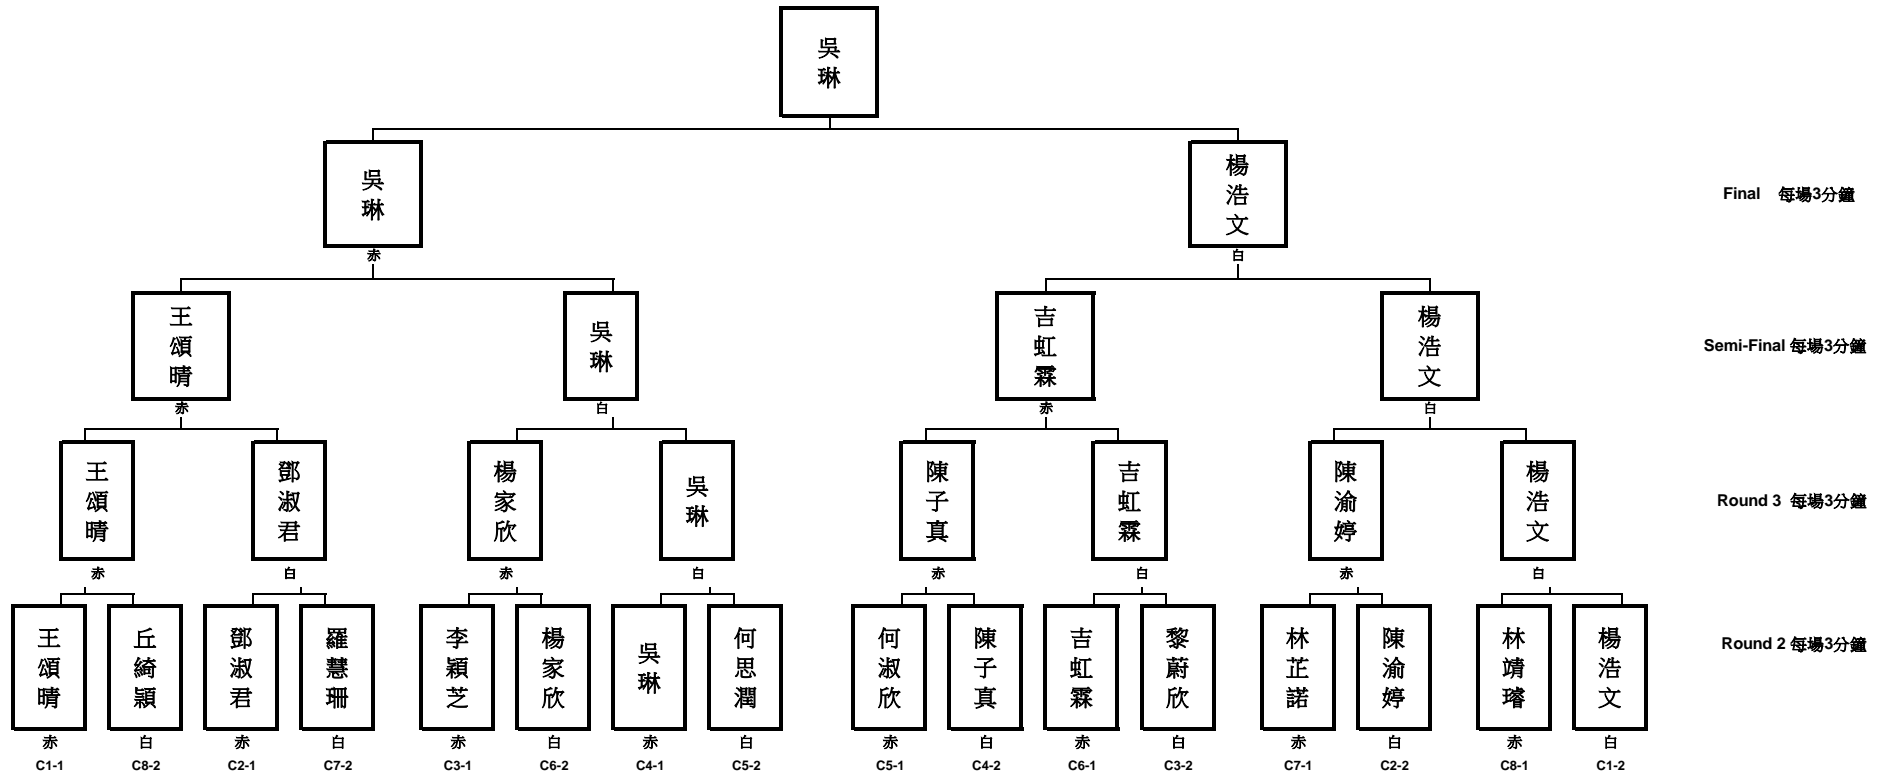 吳琳
吳琳
楊浩文
Final 每場3分鐘
赤
白
王頌晴
吳琳
吉虹霖
楊浩文
Semi-Final 每場3分鐘
赤
白
赤
白
王頌晴
鄧淑君
楊家欣
吳琳
陳子真
吉虹霖
陳渝婷
楊浩文
Round 3 每場3分鐘
赤
白
赤
白
赤
白
赤
白
王頌晴
丘綺穎
鄧淑君
羅慧珊
李穎芝
楊家欣
吳琳
何思潤
何淑欣
陳子真
吉虹霖
黎蔚欣
林芷諾
陳渝婷
林靖璿
楊浩文
Round 2 每場3分鐘
赤
白
赤
白
赤
白
赤
白
赤
白
赤
白
赤
白
赤
白
C1-1
C8-2
C2-1
C7-2
C3-1
C6-2
C4-1
C5-2
C5-1
C4-2
C6-1
C3-2
C7-1
C2-2
C8-1
C1-2